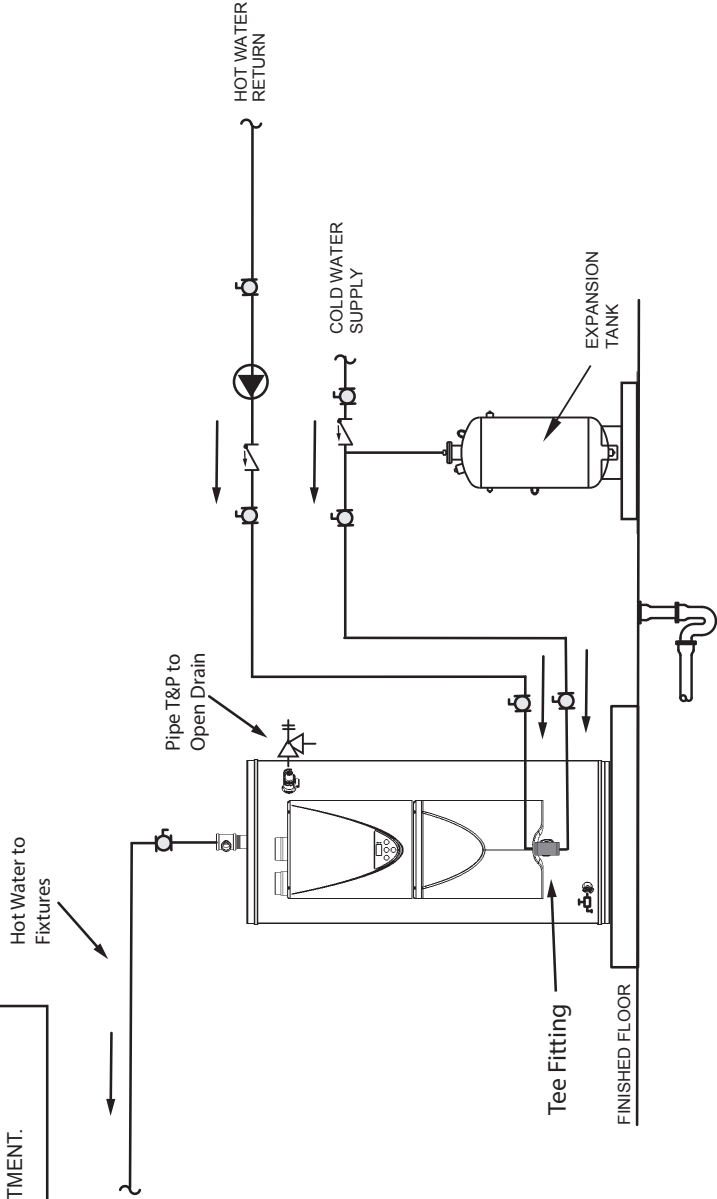 TMENT.
Hot Water to
Fixtures
Pipe T&P to
Open Drain
HOT WATER
RETURN
COLD WATER
SUPPLY
EXPANSION
TANK
Tee Fitting
FINISHED FLOOR